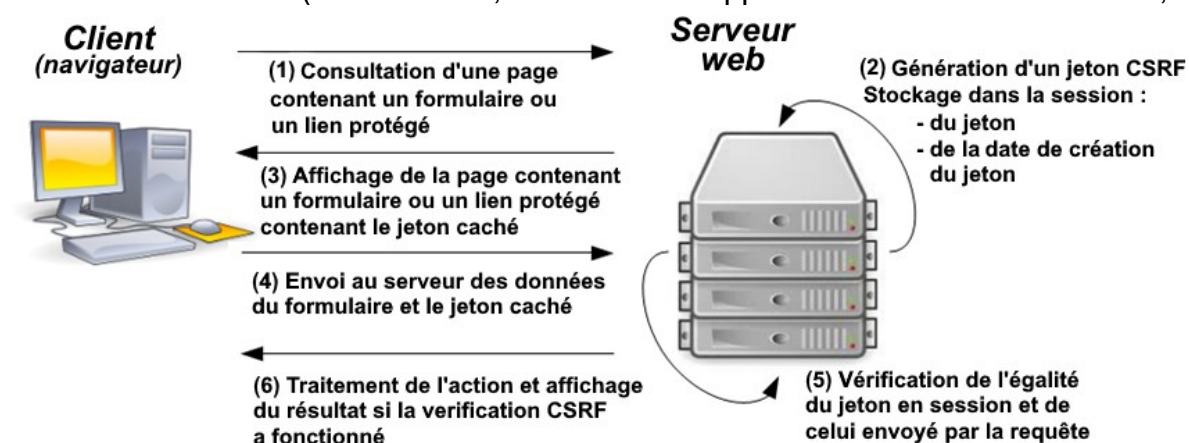 Client
(navigateur)
Serveur
web
(1) Consultation d'une page
contenant un formulaire ou
un lien protégé
(2) Génération d'un jeton CSRF
Stockage dans la session :
- du jeton
- de la date de création
du jeton
(3) Affichage de la page contenant
un formulaire ou un lien protégé
contenant le jeton caché
(4) Envoi au serveur des données
du formulaire et le jeton caché
(5) Vérification de l'égalité
du jeton en session et de
celui envoyé par la requête
(6) Traitement de l'action et affichage
du résultat si la verification CSRF
a fonctionné